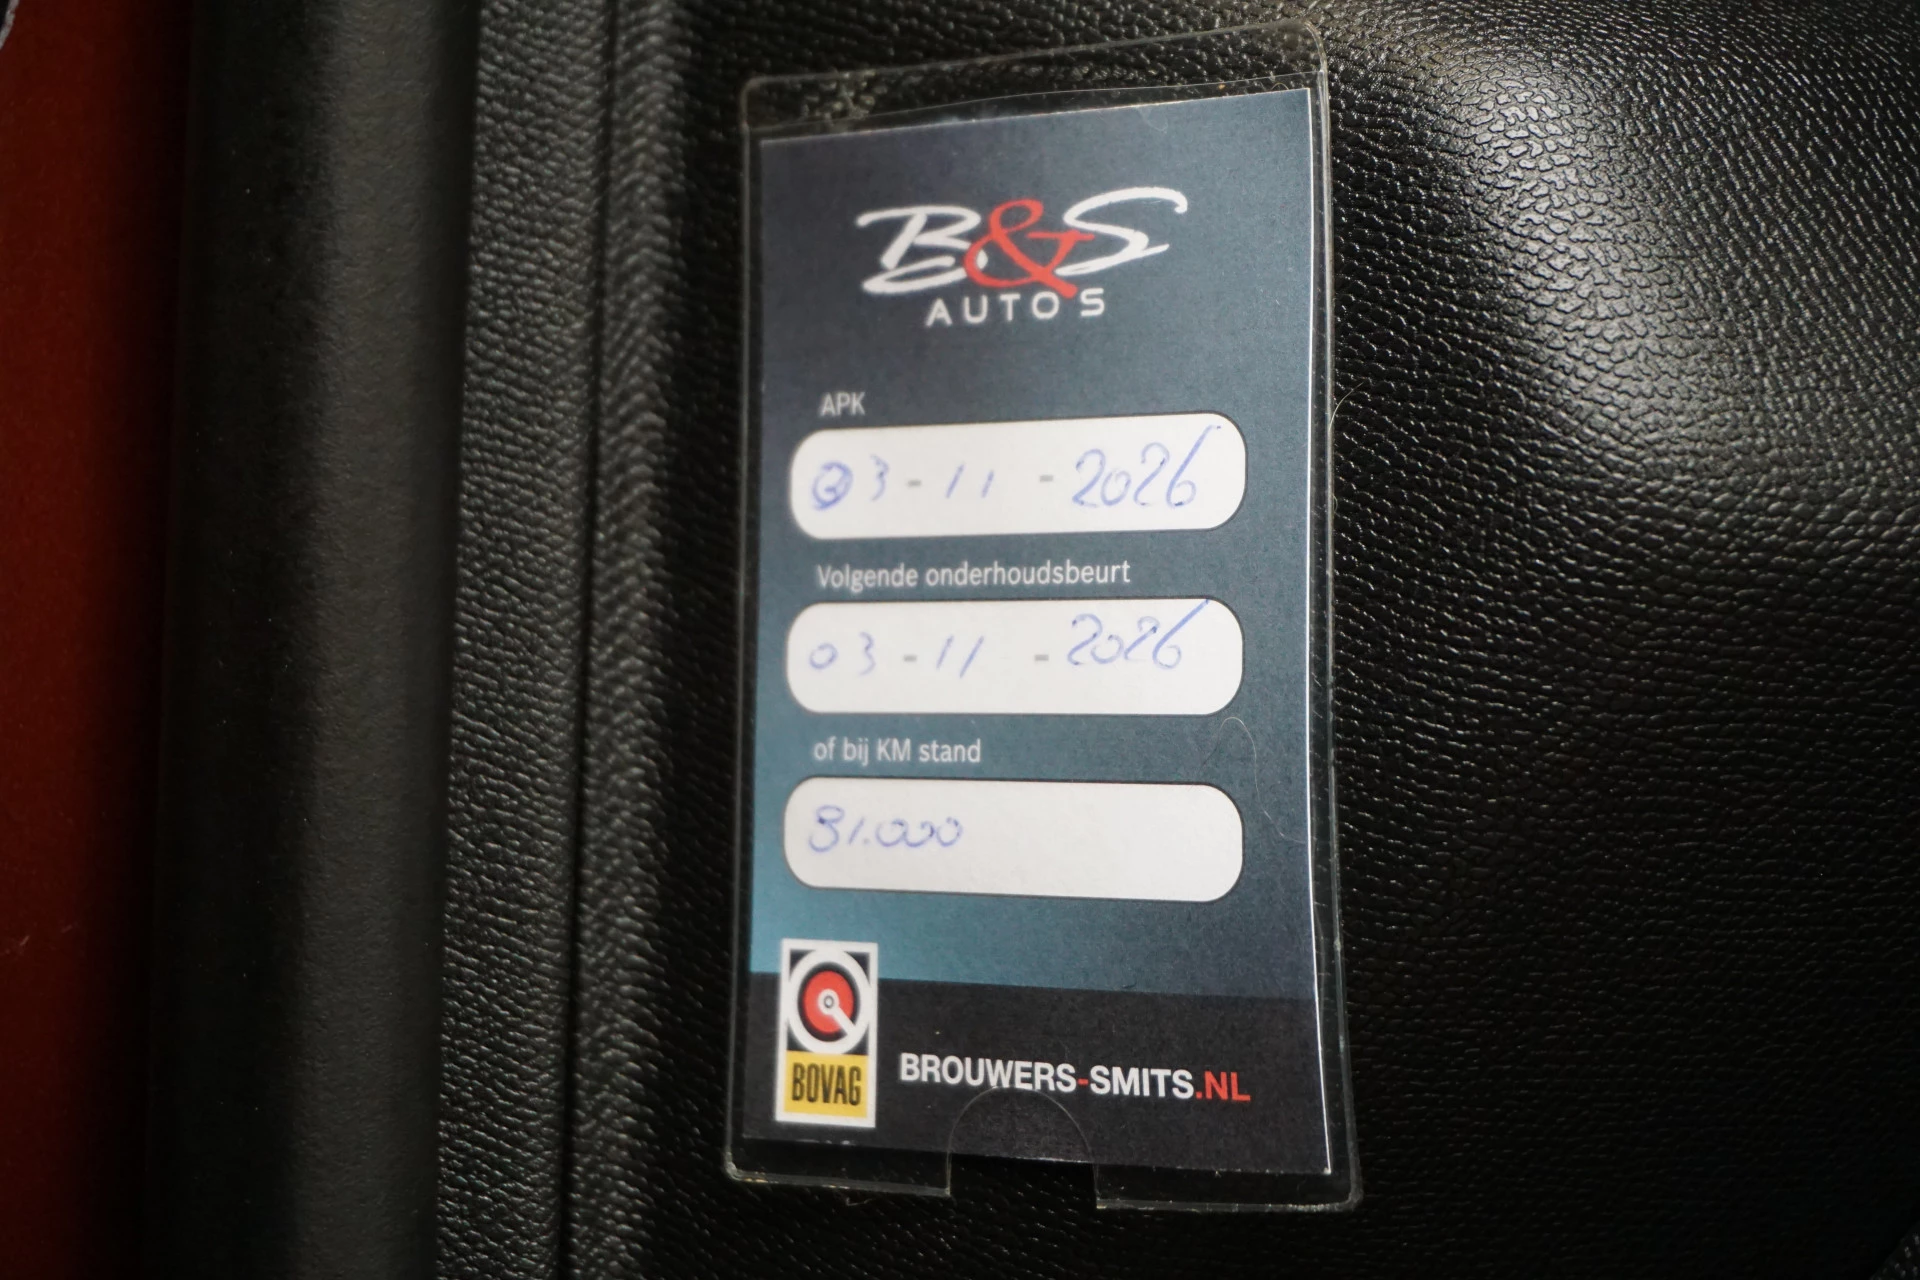 B&S
AUTOS
APK
03-11-2026
Volgende onderhoudsbeurt
03-11-2026
of bij KM stand
81.000
BOVAG
BROUWERS-SMITS.NL